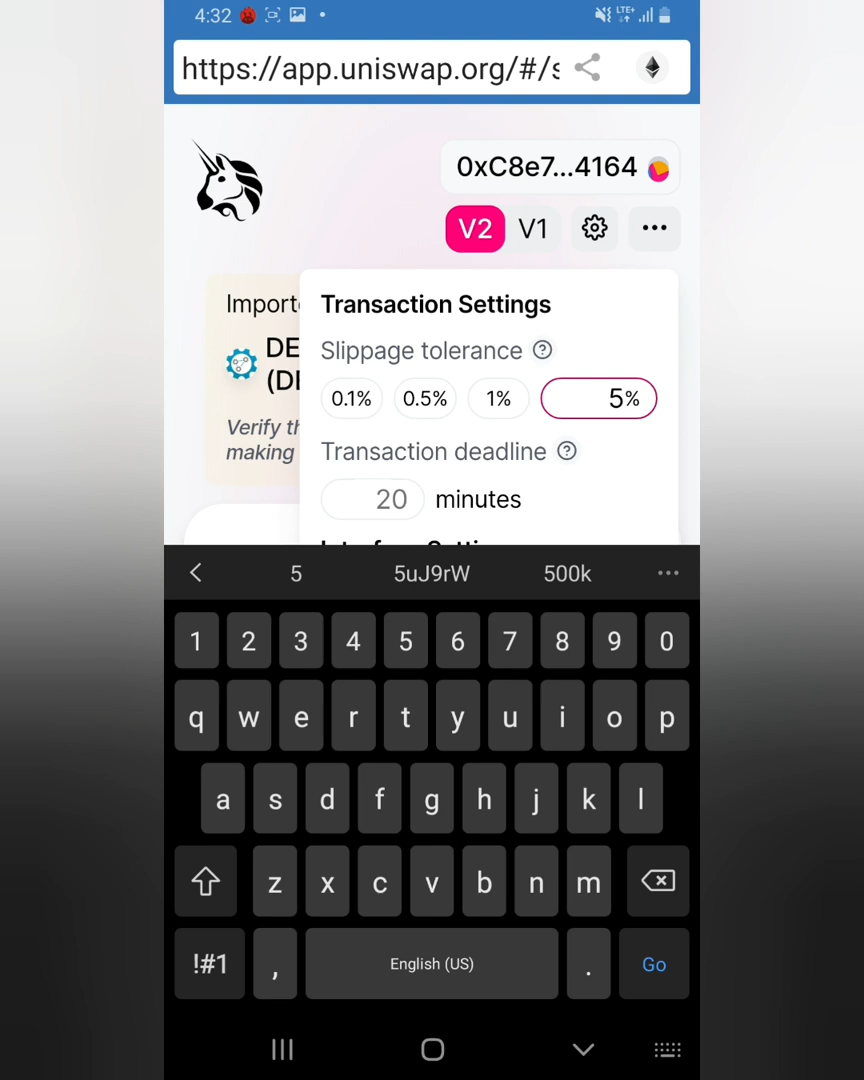 4:32 LTE+
https://app.uniswap.org/#/s
0xC8e7...4164
V2 V1
Transaction Settings
Slippage tolerance
0.1% 0.5% 1% 5%
Transaction deadline
20 minutes
Import
DE
(DE
Verify th
making
5 5uJ9rW 500k
1 2 3 4 5 6 7 8 9 0
q w e r t y u i o p
a s d f g h j k l
z x c v b n m
!#1 , English (US) . Go